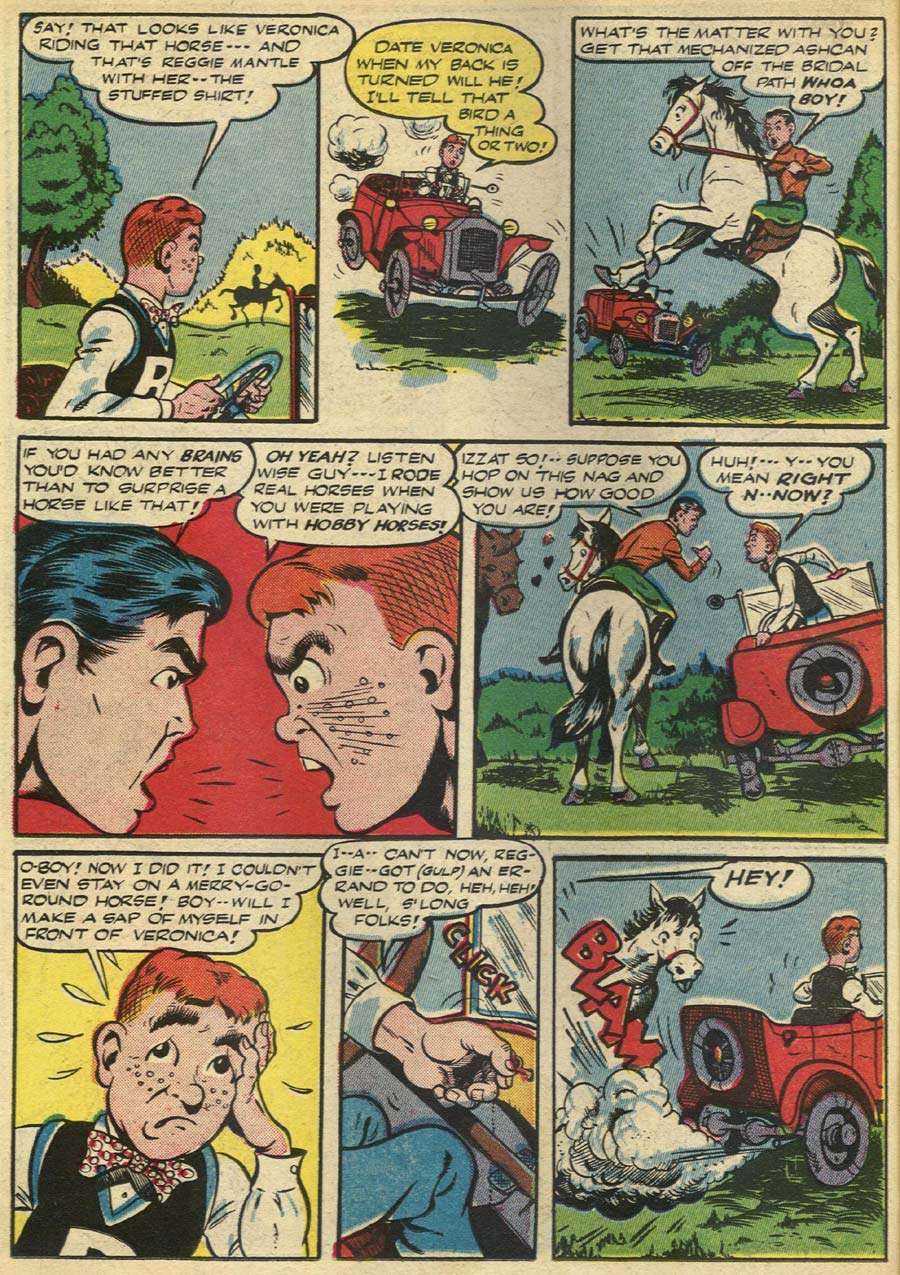 SAY! THAT LOOKS LIKE VERONICA
RIDING THAT HORSE--- AND
THAT'S REGGIE MANTLE
WITH HER--THE
STUFFED SHIRT!
DATE VERONICA
WHEN MY BACK IS
TURNED WILL HE!
I'LL TELL THAT
BIRD A
THING
OR TWO!
WHAT'S THE MATTER WITH YOU?
GET THAT MECHANIZED ASHCAN
OFF THE BRIDAL
PATH WHOA
BOY!
R
IF YOU HAD ANY BRAINS
YOU'D KNOW BETTER
THAN TO SURPRISE A
HORSE LIKE THAT!
OH YEAH? LISTEN
WISE GUY---I RODE
REAL HORSES WHEN
YOU WERE PLAYING
WITH HOBBY HORSES!
IZZAT SO!-- SUPPOSE YOU
HOP ON THIS NAG AND
SHOW US HOW GOOD
YOU ARE!
HUH!--- Y--YOU
MEAN RIGHT
N--NOW?
O-BOY! NOW I DID IT! I COULDN'T
EVEN STAY ON A MERRY-GO-
ROUND HORSE! BOY--WILL I
MAKE A SAP OF MYSELF IN
FRONT OF VERONICA!
R
I--A-- CAN'T NOW, REG-
GIE--GOT (GULP) AN ER-
RAND TO DO, HEH, HEH!
WELL, S'LONG
FOLKS!
CLICK
HEY!
BLAM